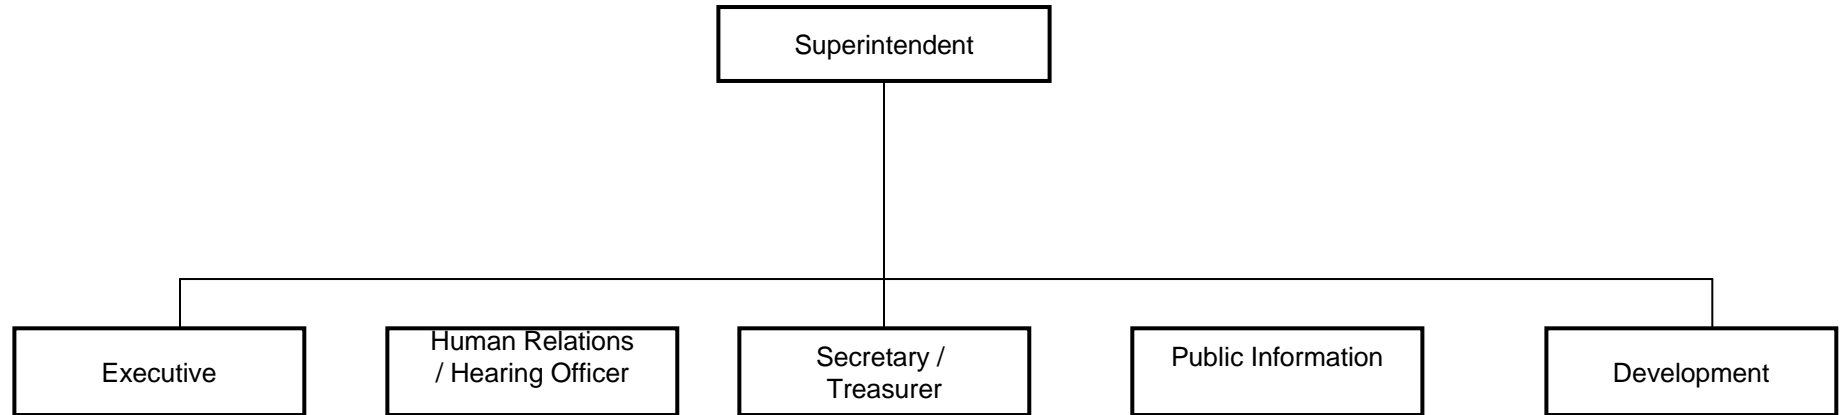 Superintendent
Executive
Human Relations
/ Hearing Officer
Secretary /
Treasurer
Public Information
Development